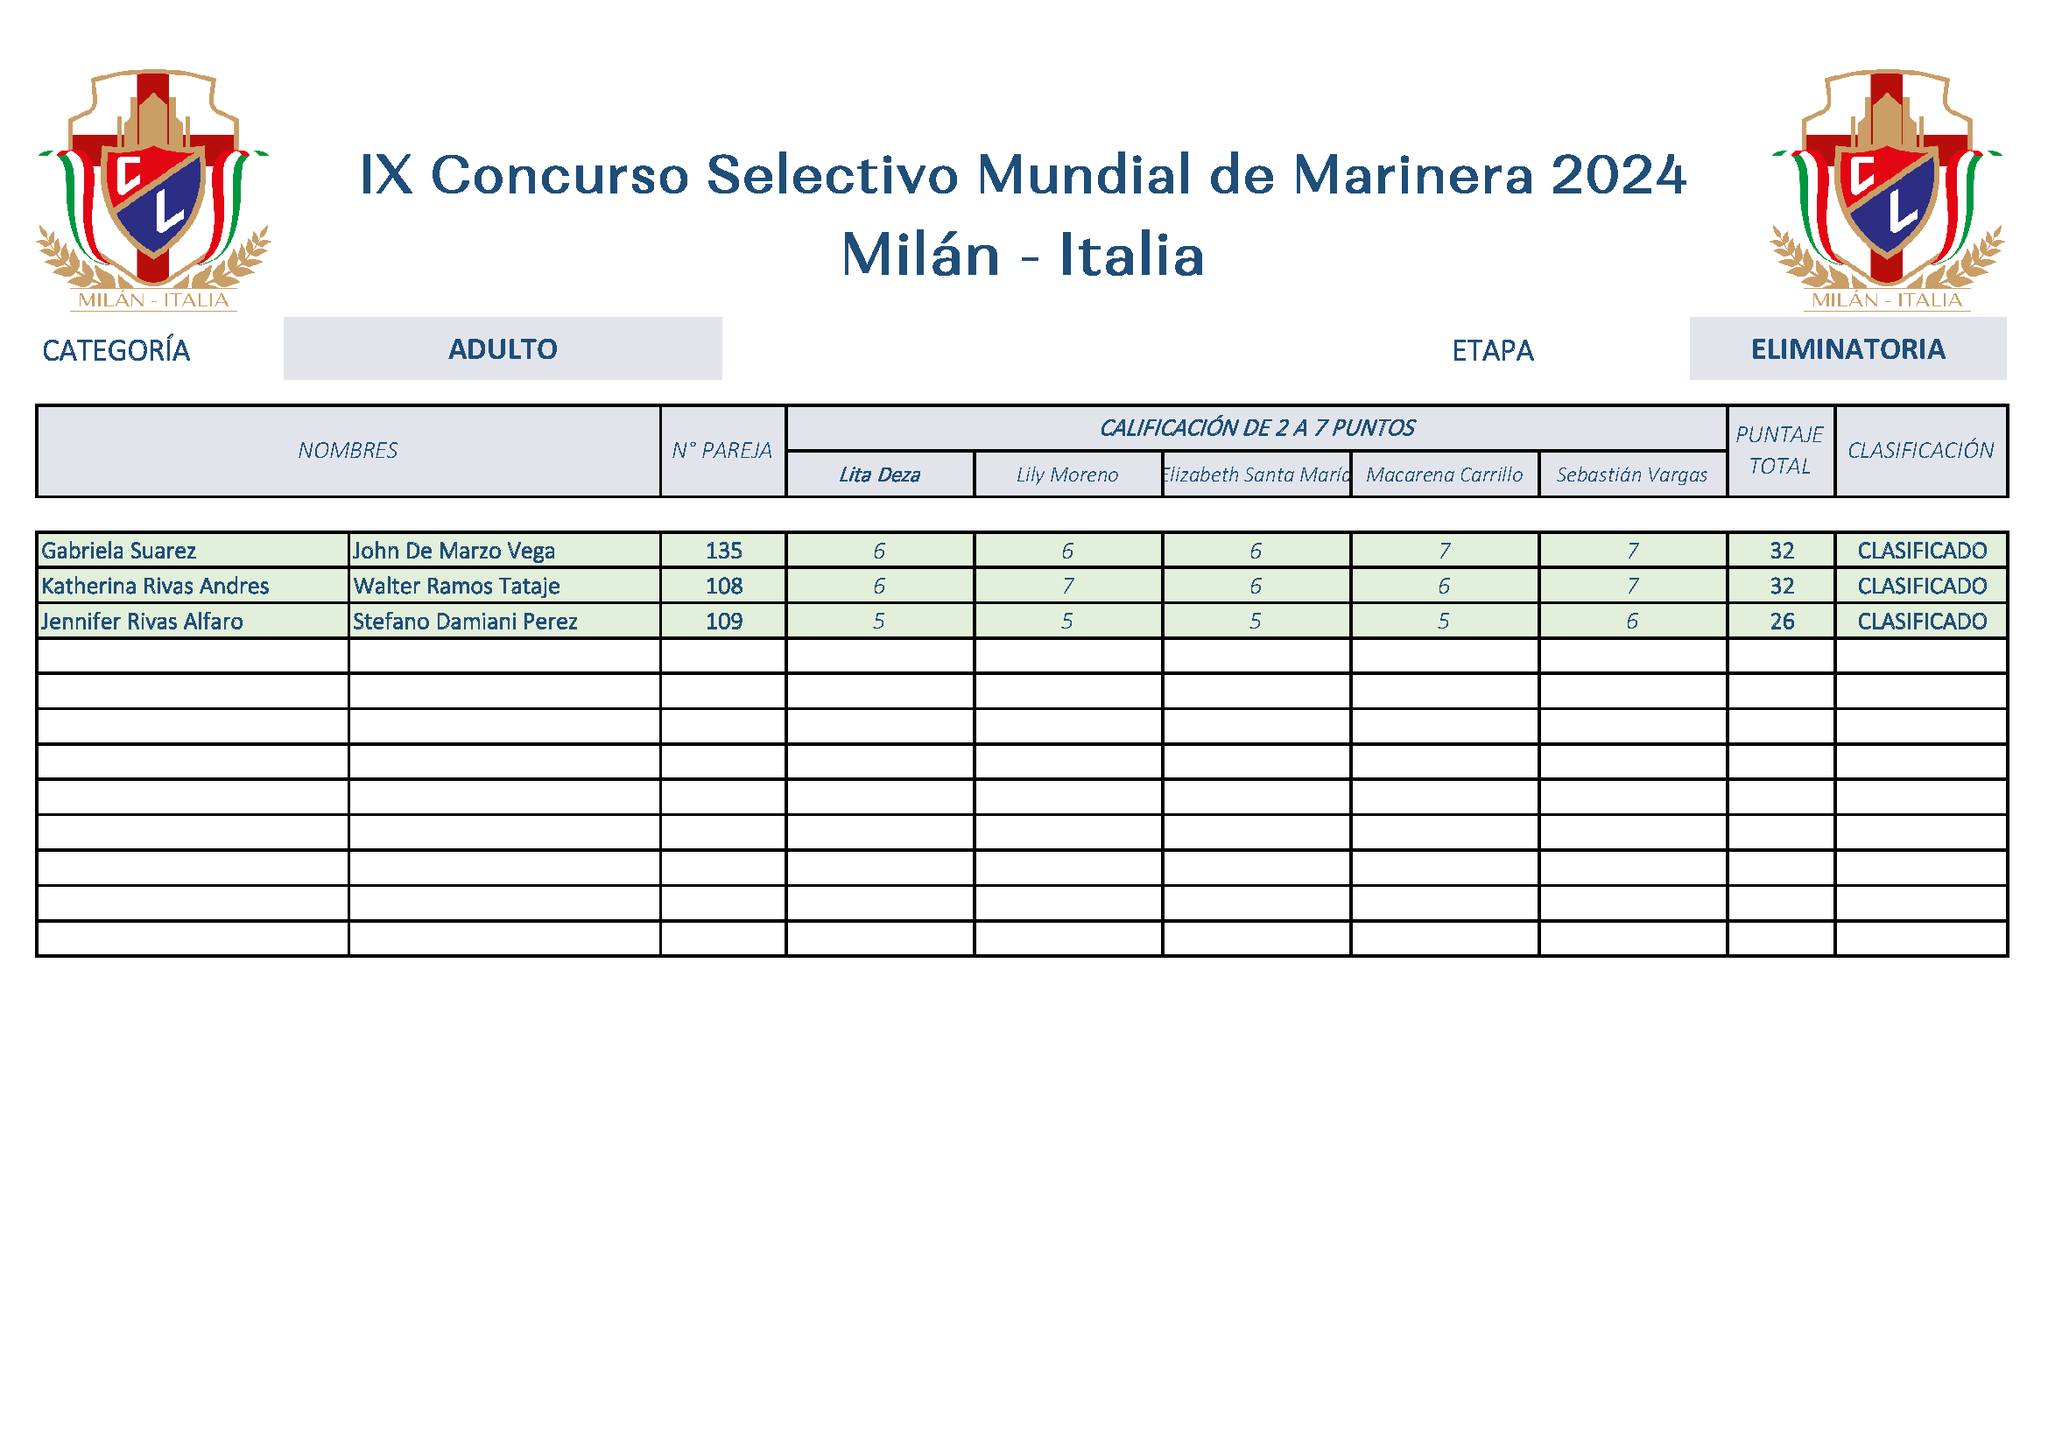 IX Concurso Selectivo Mundial de Marinera 2024
Milán - Italia
CL
MILÁN - ITALIA
CL
MILÁN - ITALIA
CATEGORÍA ADULTO ETAPA ELIMINATORIA
NOMBRES N° PAREJA CALIFICACIÓN DE 2 A 7 PUNTOS PUNTAJE TOTAL CLASIFICACIÓN
Lita Deza Lily Moreno Elizabeth Santa María Macarena Carrillo Sebastián Vargas
Gabriela Suarez John De Marzo Vega 135 6 6 6 7 7 32 CLASIFICADO
Katherina Rivas Andres Walter Ramos Tataje 108 6 7 6 6 7 32 CLASIFICADO
Jennifer Rivas Alfaro Stefano Damiani Perez 109 5 5 5 5 6 26 CLASIFICADO